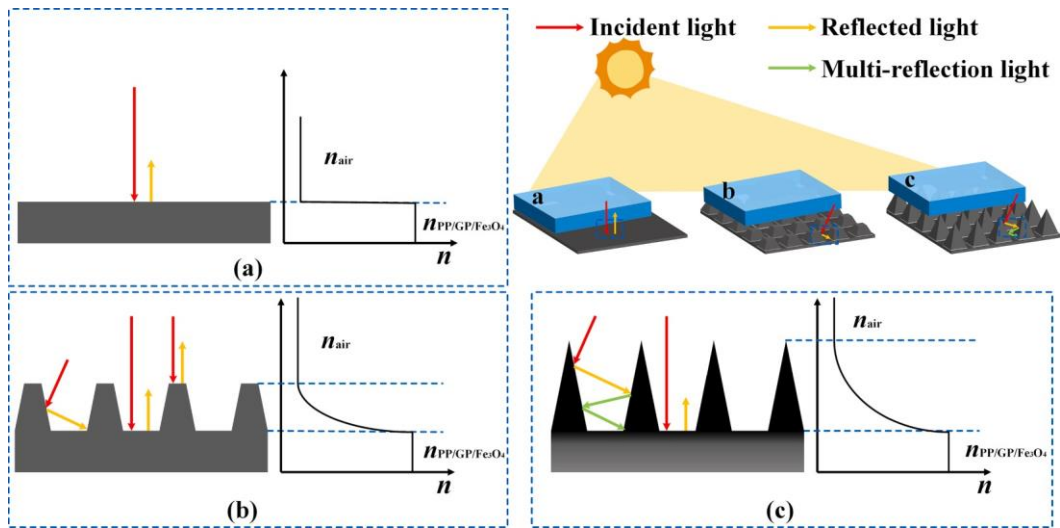 Incident light
Reflected light
Multi-reflection light
n_air
n_PP/GP/Fe₃O₄
n
(a)
a
b
c
n_air
n_PP/GP/Fe₃O₄
n
(b)
n_air
n_PP/GP/Fe₃O₄
n
(c)